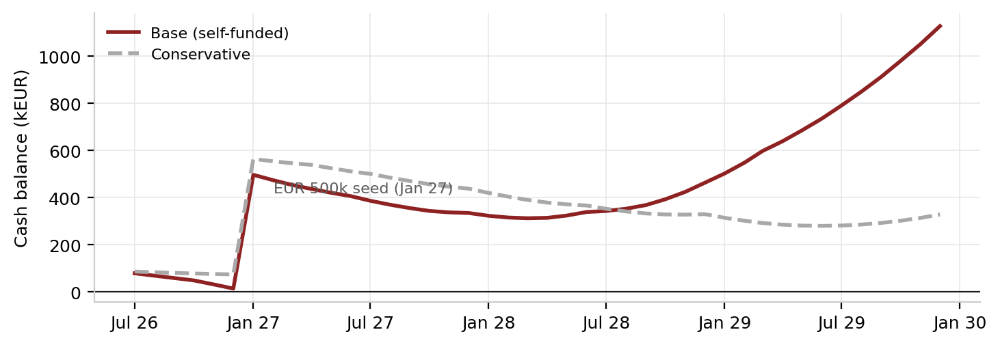 Base (self-funded)
Conservative
Cash balance (kEUR)
1000
800
600
400
200
0
EUR 500k seed (Jan 27)
Jul 26
Jan 27
Jul 27
Jan 28
Jul 28
Jan 29
Jul 29
Jan 30